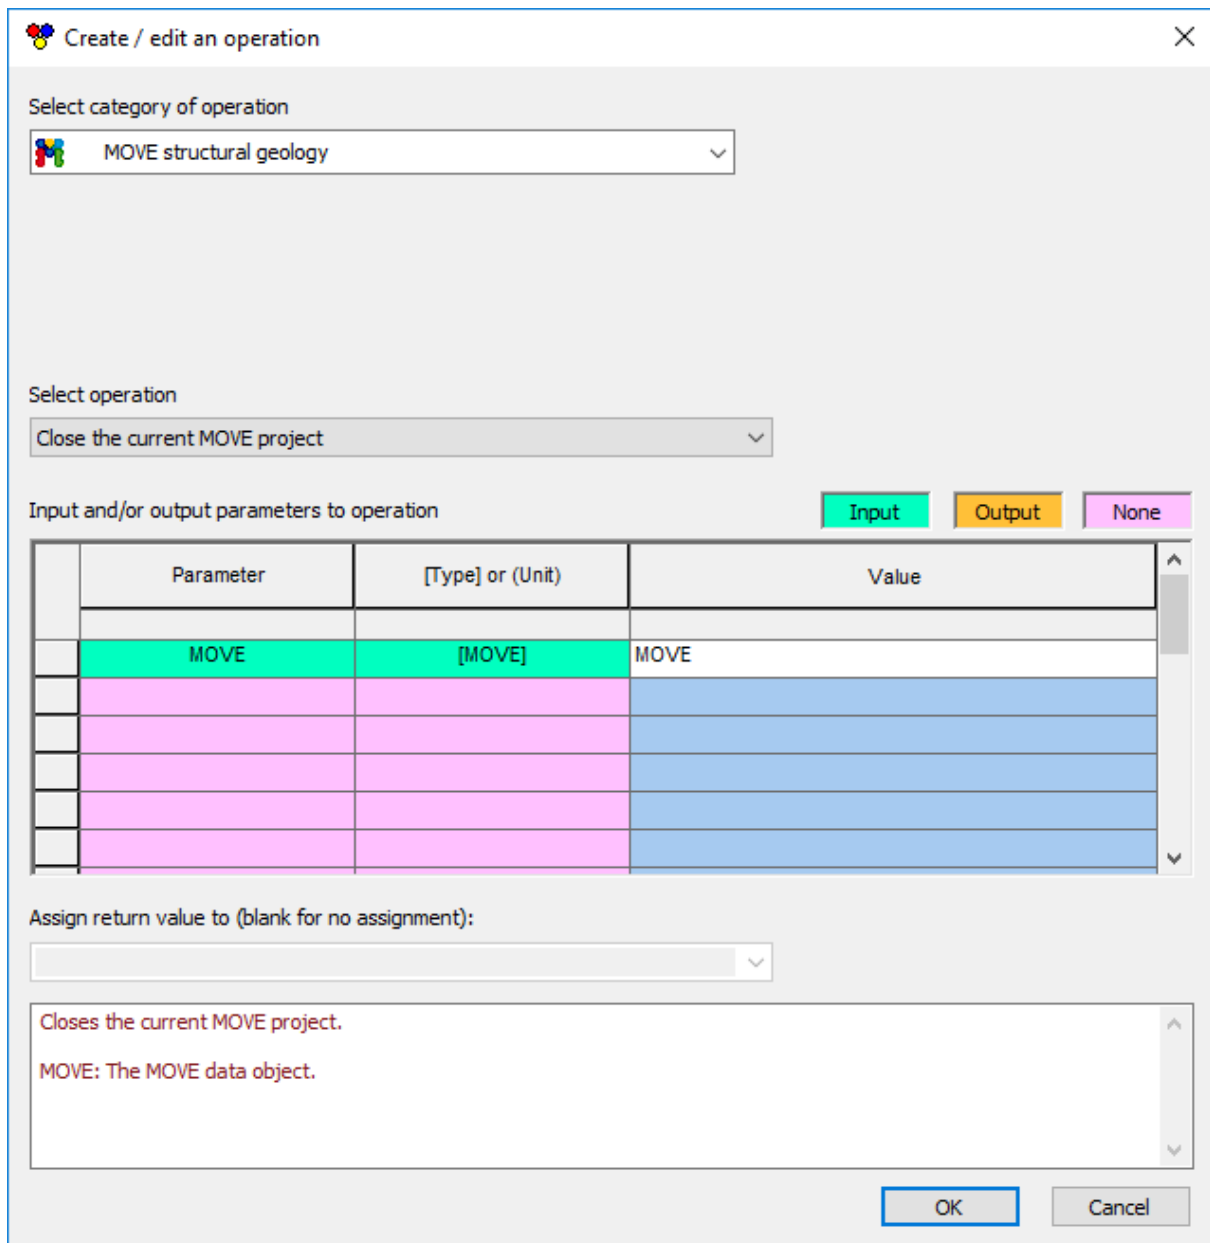 Create / edit an operation
Select category of operation
MOVE structural geology
Select operation
Close the current MOVE project
Input and/or output parameters to operation
Input Output None
Parameter [Type] or (Unit) Value
MOVE [MOVE] MOVE
Assign return value to (blank for no assignment):
Closes the current MOVE project.
MOVE: The MOVE data object.
OK Cancel